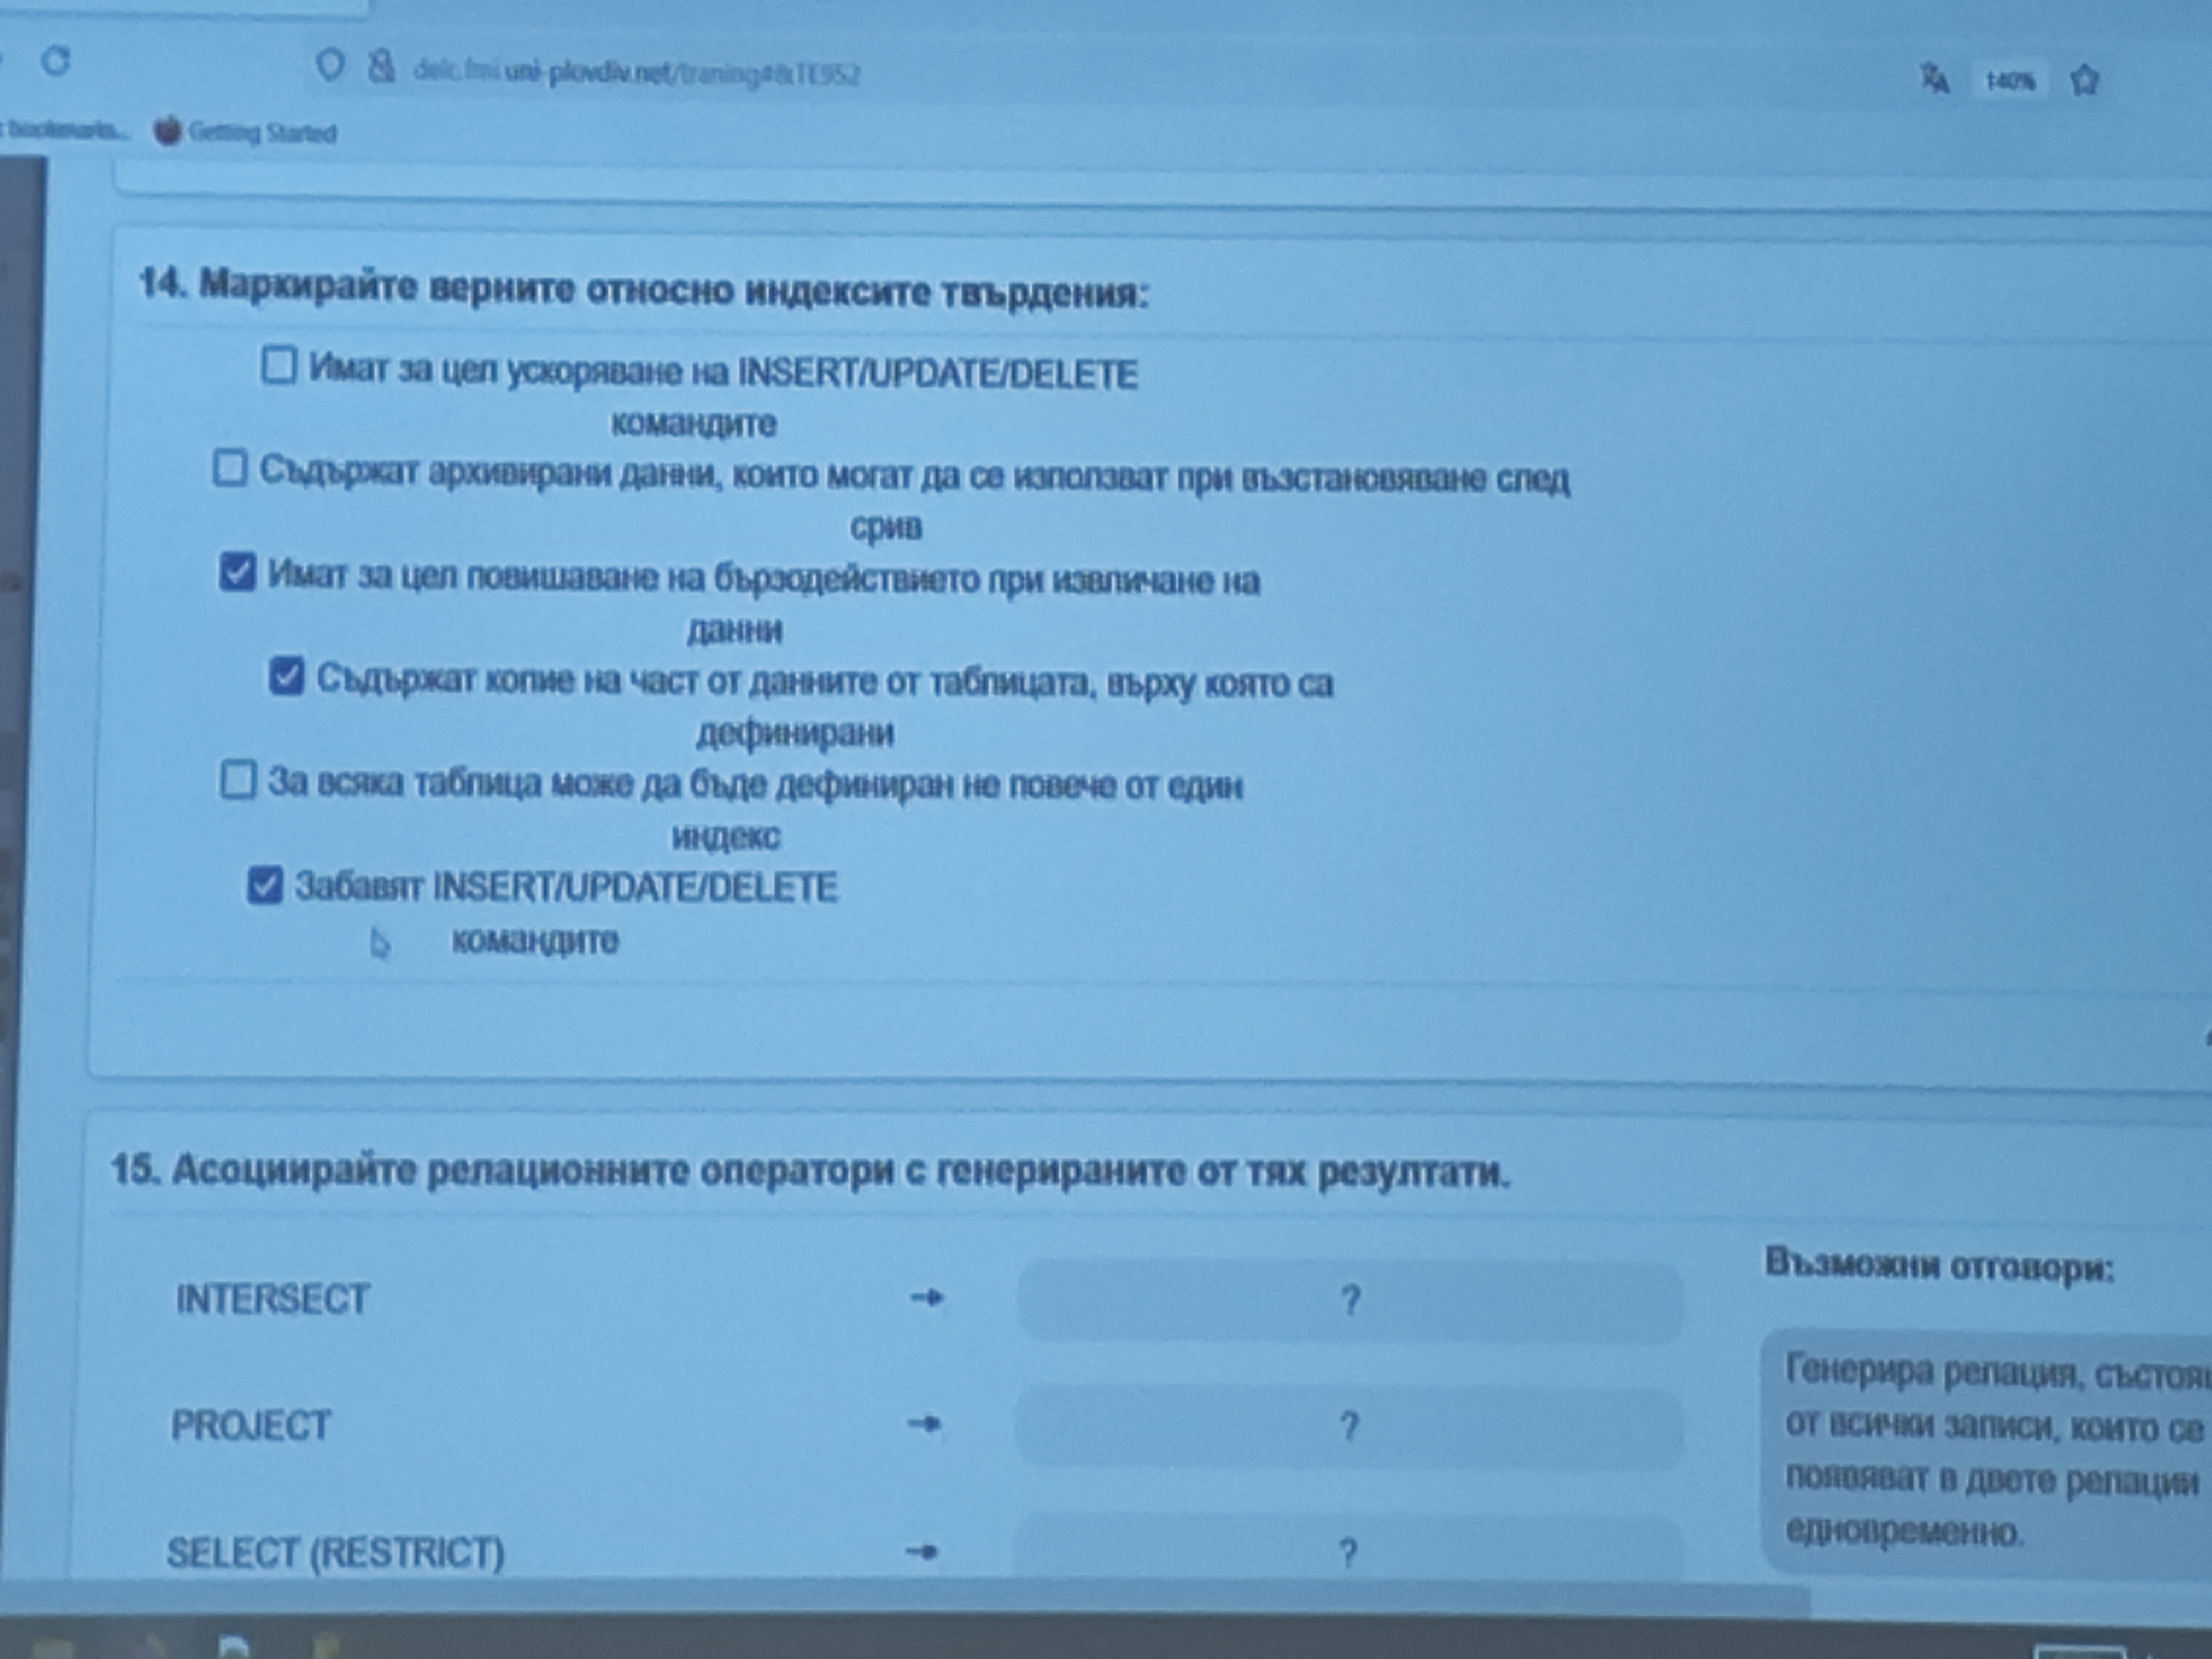 delc.fmi.uni-plovdiv.net/traning#&TE952
140%
bookmarks...
Getting Started
14. Маркирайте верните относно индексите твърдения:
Имат за цел ускоряване на INSERT/UPDATE/DELETE
командите
Съдържат архивирани данни, които могат да се използват при възстановяване след
срив
Имат за цел повишаване на бързодействието при извличане на
данни
Съдържат копие на част от данните от таблицата, върху която са
дефинирани
За всяка таблица може да бъде дефиниран не повече от един
индекс
Забавят INSERT/UPDATE/DELETE
командите
15. Асоциирайте релационните оператори с генерираните от тях резултати.
INTERSECT → ?
PROJECT → ?
SELECT (RESTRICT) → ?
Възможни отговори:
Генерира релация,
от всички записи, които се
появяват в двете релации
едновременно.